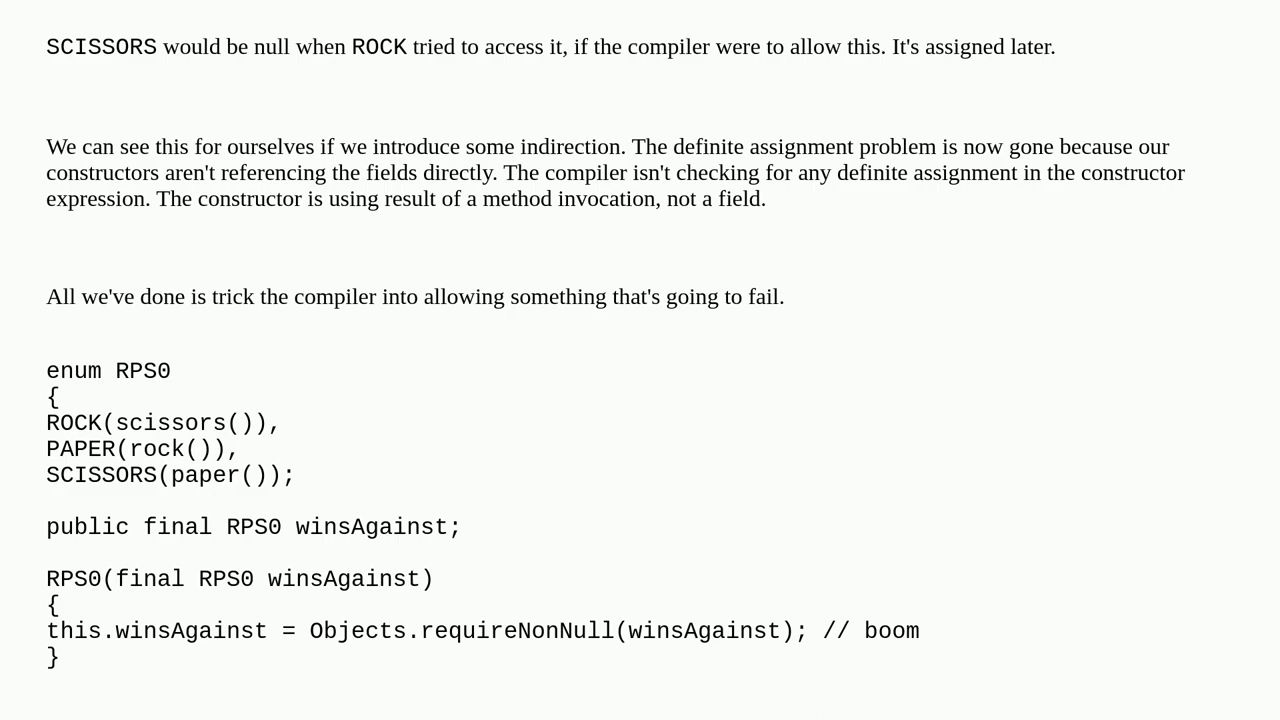 SCISSORS would be null when ROCK tried to access it, if the compiler were to allow this. It's assigned later.
We can see this for ourselves if we introduce some indirection. The definite assignment problem is now gone because our
constructors aren't referencing the fields directly. The compiler isn't checking for any definite assignment in the constructor
expression. The constructor is using result of a method invocation, not a field.
All we've done is trick the compiler into allowing something that's going to fail.
enum RPS0
{
ROCK(scissors()),
PAPER(rock()),
SCISSORS(paper());
public final RPS0 winsAgainst;
RPS0(final RPS0 winsAgainst)
{
this.winsAgainst = Objects.requireNonNull(winsAgainst); // boom
}